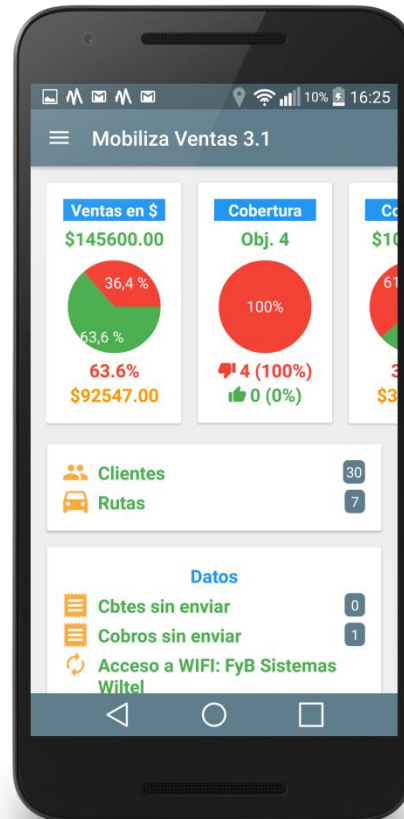 10% 16:25
Mobiliza Ventas 3.1
Ventas en $
$145600.00
36,4 %
63,6 %
63.6%
$92547.00
Cobertura
Obj. 4
100%
4 (100%)
0 (0%)
Clientes 30
Rutas 7
Datos
Cbtes sin enviar 0
Cobros sin enviar 1
Acceso a WIFI: FyB Sistemas
Wiltel